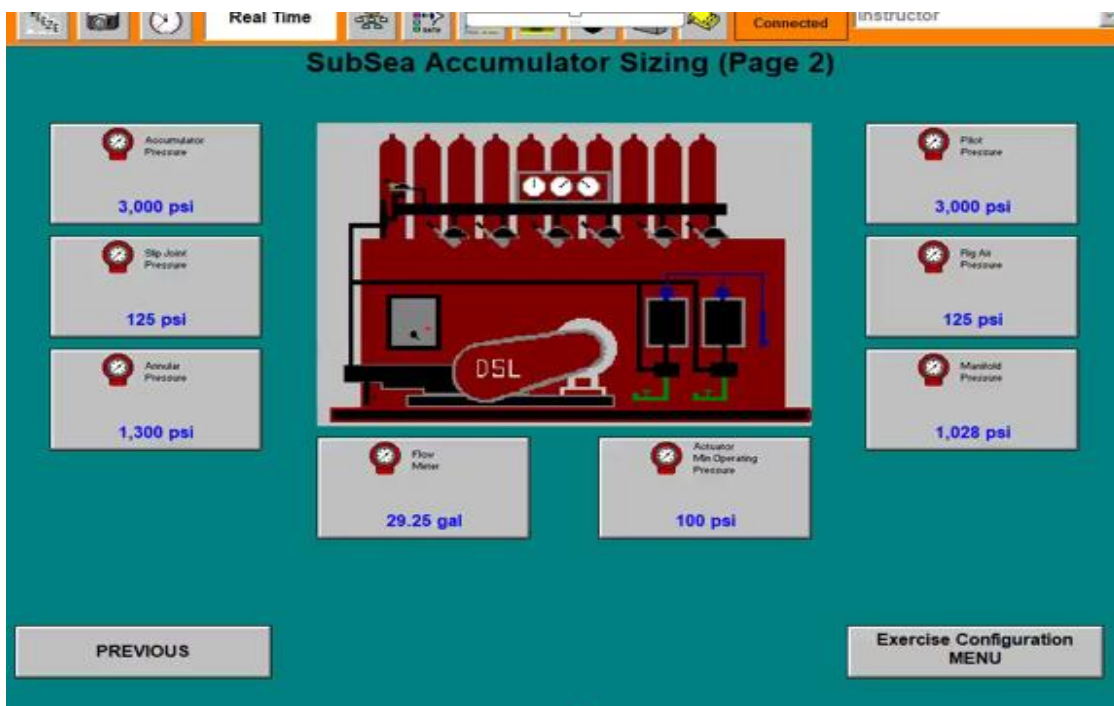 Real Time
Connected
Instructor
SubSea Accumulator Sizing (Page 2)
Accumulator
Pressure
3,000 psi
Pilot
Pressure
3,000 psi
Slip Joint
Pressure
125 psi
Rig Air
Pressure
125 psi
Annular
Pressure
1,300 psi
Manifold
Pressure
1,028 psi
DSL
Flow
Meter
29.25 gal
Actuator
Min Operating
Pressure
100 psi
PREVIOUS
Exercise Configuration
MENU